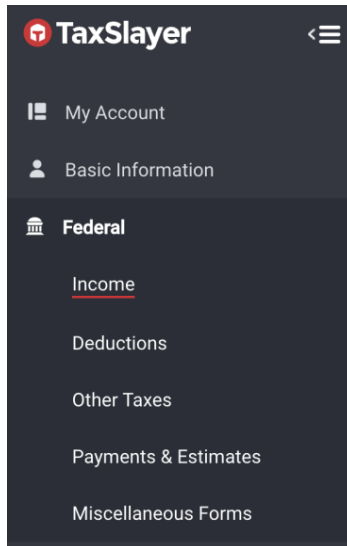 TaxSlayer
My Account
Basic Information
Federal
Income
Deductions
Other Taxes
Payments & Estimates
Miscellaneous Forms